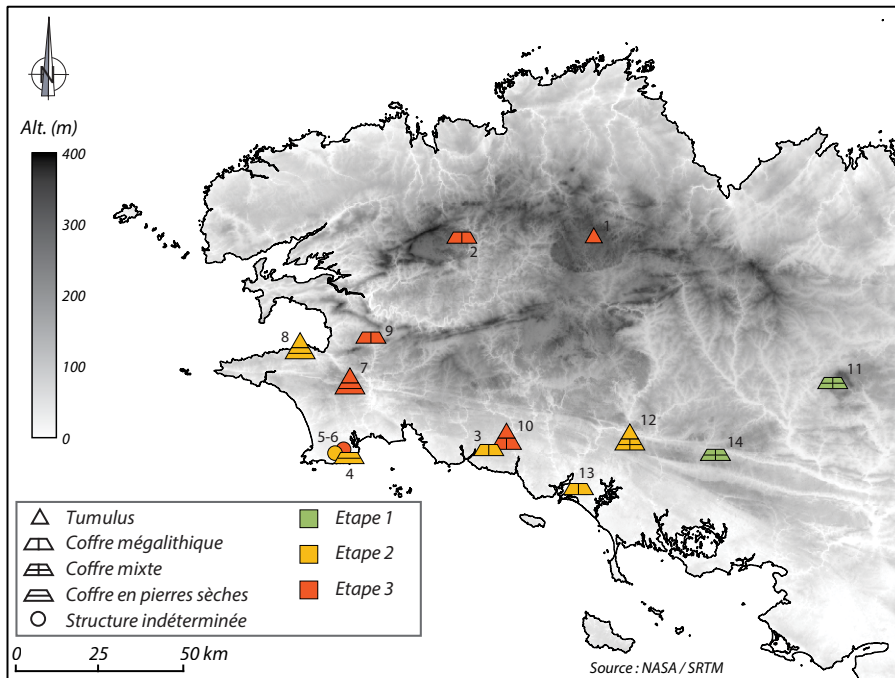 N
Alt. (m)
400
300
200
100
0
1
2
8
9
7
11
5-6
3
10
12
4
14
13
Tumulus
Coffre mégalithique
Coffre mixte
Coffre en pierres sèches
Structure indéterminée
Etape 1
Etape 2
Etape 3
0 25 50 km
Source : NASA / SRTM